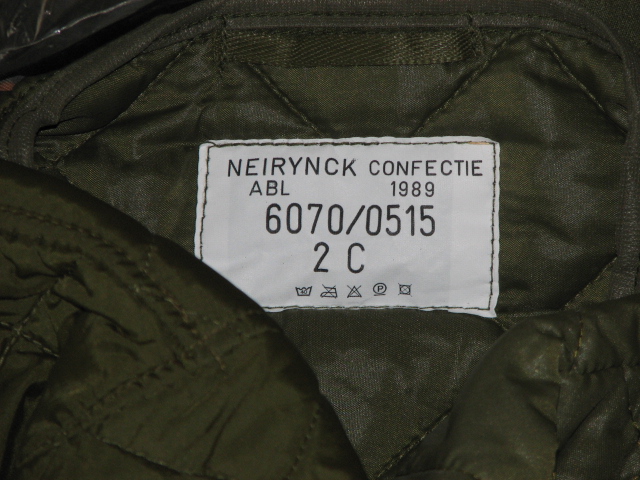 NEIRYNCK CONFECTIE
ABL 1989
6070/0515
2 C